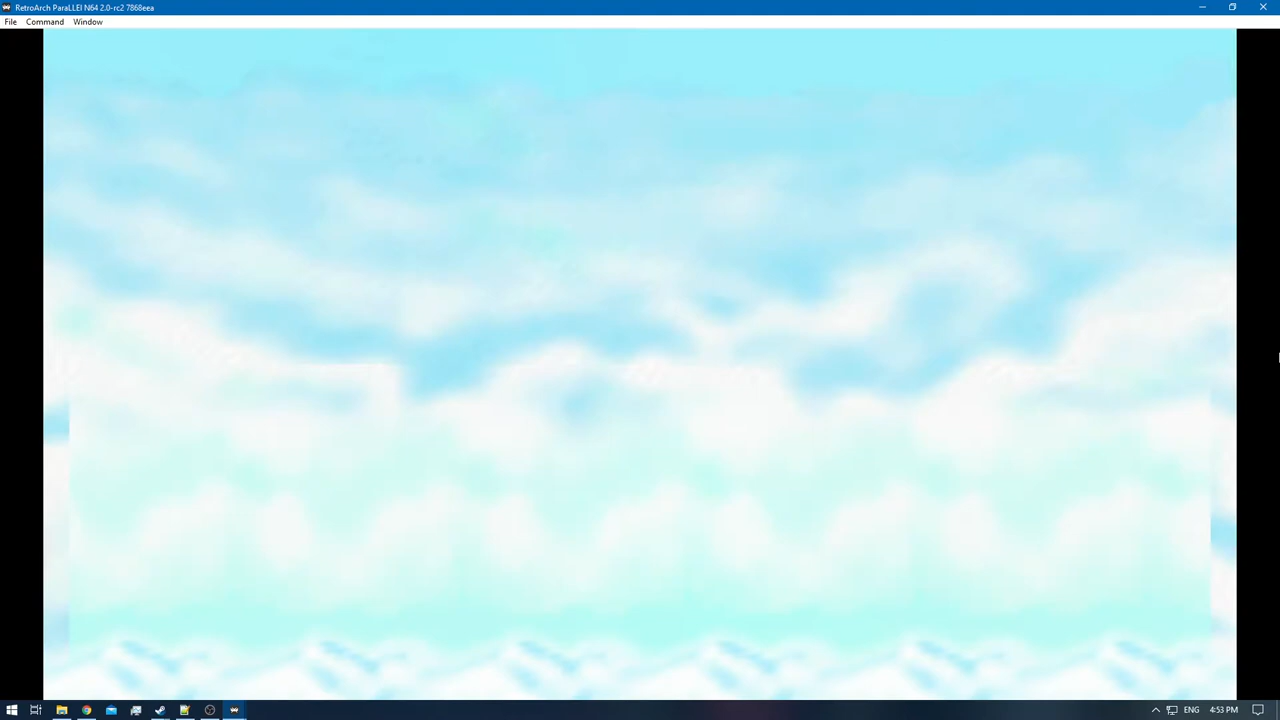 RetroArch ParaLLEl N64 2.0-rc2 7868eea
File Command Window
ENG 4:53 PM